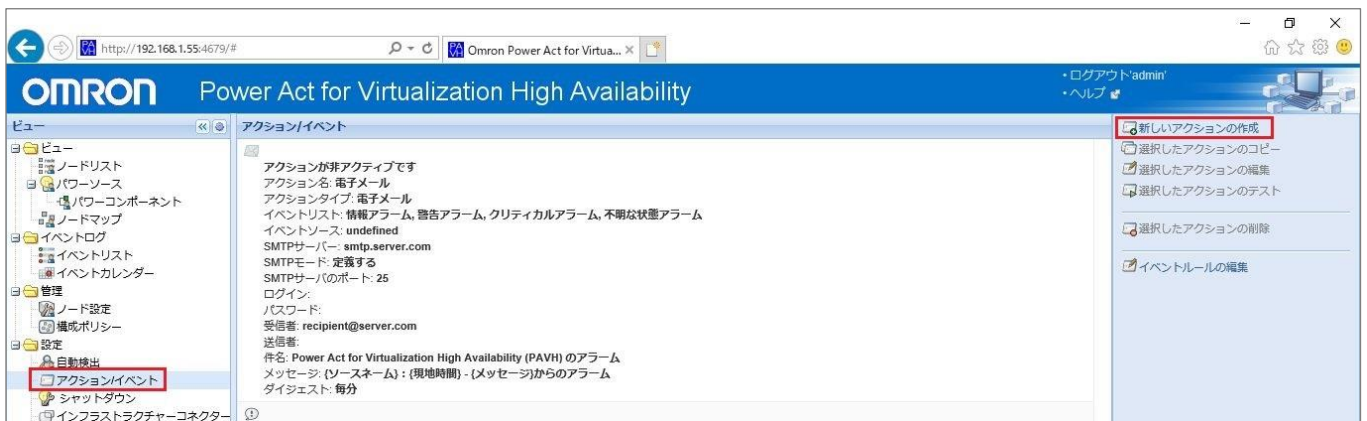 http://192.168.1.55:4679/#
Omron Power Act for Virtua...
OMRON
Power Act for Virtualization High Availability
・ログアウト'admin'
・ヘルプ
ビュー
ビュー
ノードリスト
パワーソース
パワーコンポーネント
ノードマップ
イベントログ
イベントリスト
イベントカレンダー
管理
ノード設定
構成ポリシー
設定
自動検出
アクション/イベント
シャットダウン
インフラストラクチャーコネクター
アクション/イベント
アクションが非アクティブです
アクション名: 電子メール
アクションタイプ: 電子メール
イベントリスト: 情報アラーム, 警告アラーム, クリティカルアラーム, 不明な状態アラーム
イベントソース: undefined
SMTPサーバー: smtp.server.com
SMTPモード: 定義する
SMTPサーバのポート: 25
ログイン:
パスワード:
受信者: recipient@server.com
送信者:
件名: Power Act for Virtualization High Availability (PAVH) のアラーム
メッセージ: {ソースネーム} : {現地時間} - {メッセージ}からのアラーム
ダイジェスト: 毎分
新しいアクションの作成
選択したアクションのコピー
選択したアクションの編集
選択したアクションのテスト
選択したアクションの削除
イベントルールの編集